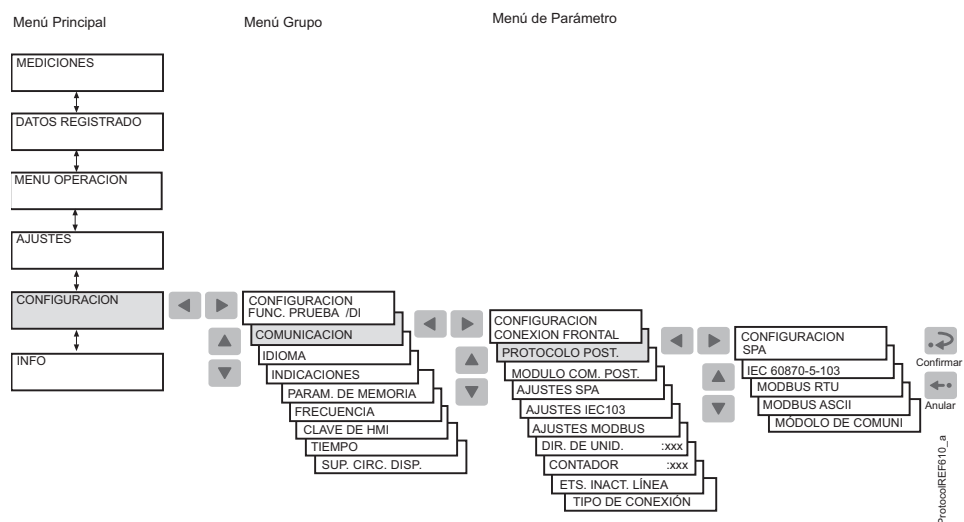 Menú Principal
Menú Grupo
Menú de Parámetro
MEDICIONES
DATOS REGISTRADO
MENU OPERACION
AJUSTES
CONFIGURACION
INFO
CONFIGURACION
FUNC. PRUEBA /DI
COMUNICACION
IDIOMA
INDICACIONES
PARAM. DE MEMORIA
FRECUENCIA
CLAVE DE HMI
TIEMPO
SUP. CIRC. DISP.
CONFIGURACION
CONEXION FRONTAL
PROTOCOLO POST.
MODULO COM. POST.
AJUSTES SPA
AJUSTES IEC103
AJUSTES MODBUS
DIR. DE UNID. :xxx
CONTADOR :xxx
ETS. INACT. LÍNEA
TIPO DE CONEXIÓN
CONFIGURACION
SPA
IEC 60870-5-103
MODBUS RTU
MODBUS ASCII
MÓDOLO DE COMUNI
Confirmar
Anular
ProtocolREF610_a